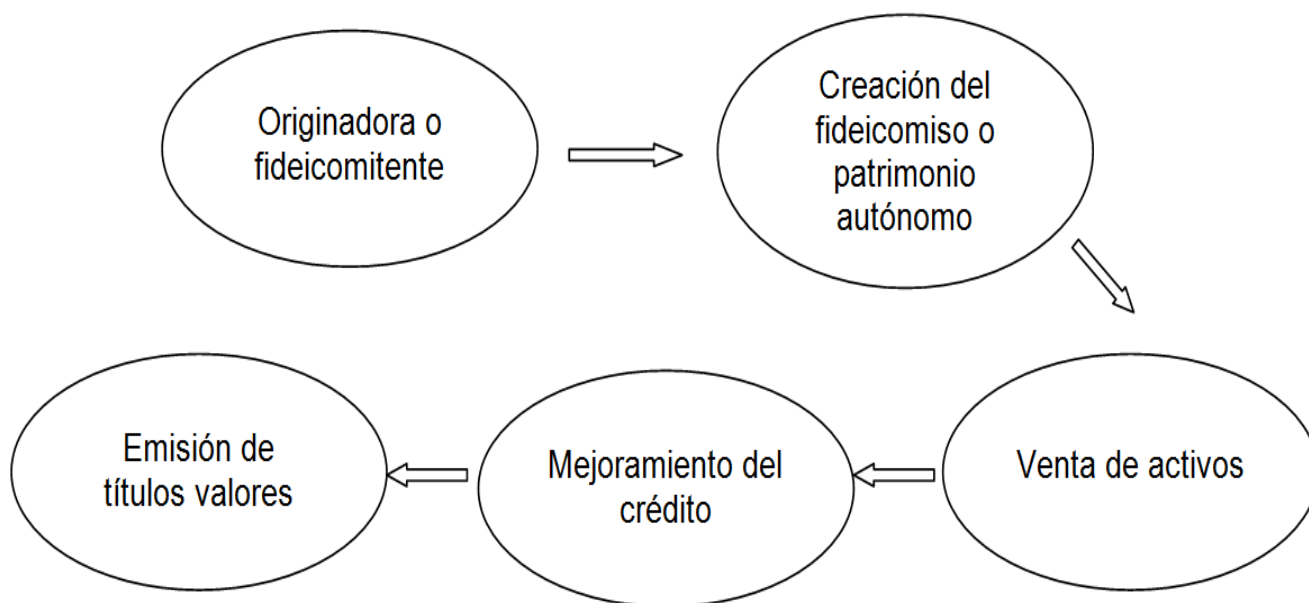 Originadora o
fideicomitente
Creación del
fideicomiso o
patrimonio
autónomo
Venta de activos
Mejoramiento del
crédito
Emisión de
títulos valores